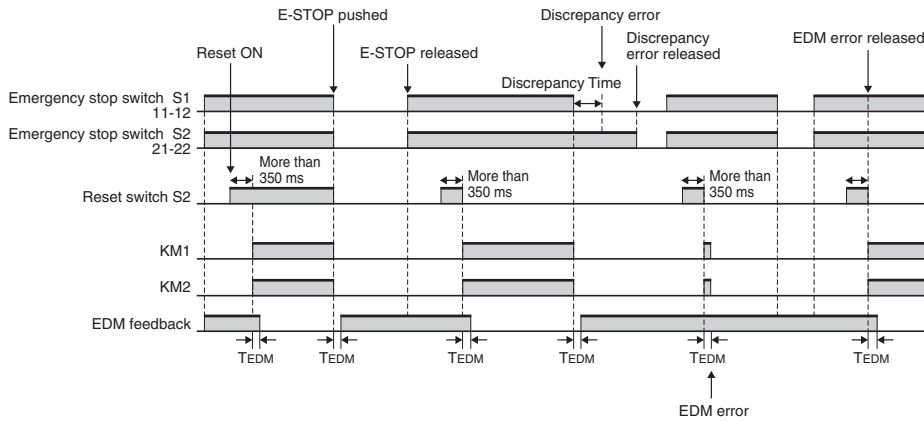 E-STOP pushed
Discrepancy error
Reset ON
E-STOP released
Discrepancy
error released
EDM error released
Discrepancy Time
Emergency stop switch S1
11-12
Emergency stop switch S2
21-22
More than
350 ms
More than
350 ms
More than
350 ms
Reset switch S2
KM1
KM2
EDM feedback
TEDM
TEDM
TEDM
TEDM
TEDM
TEDM
EDM error